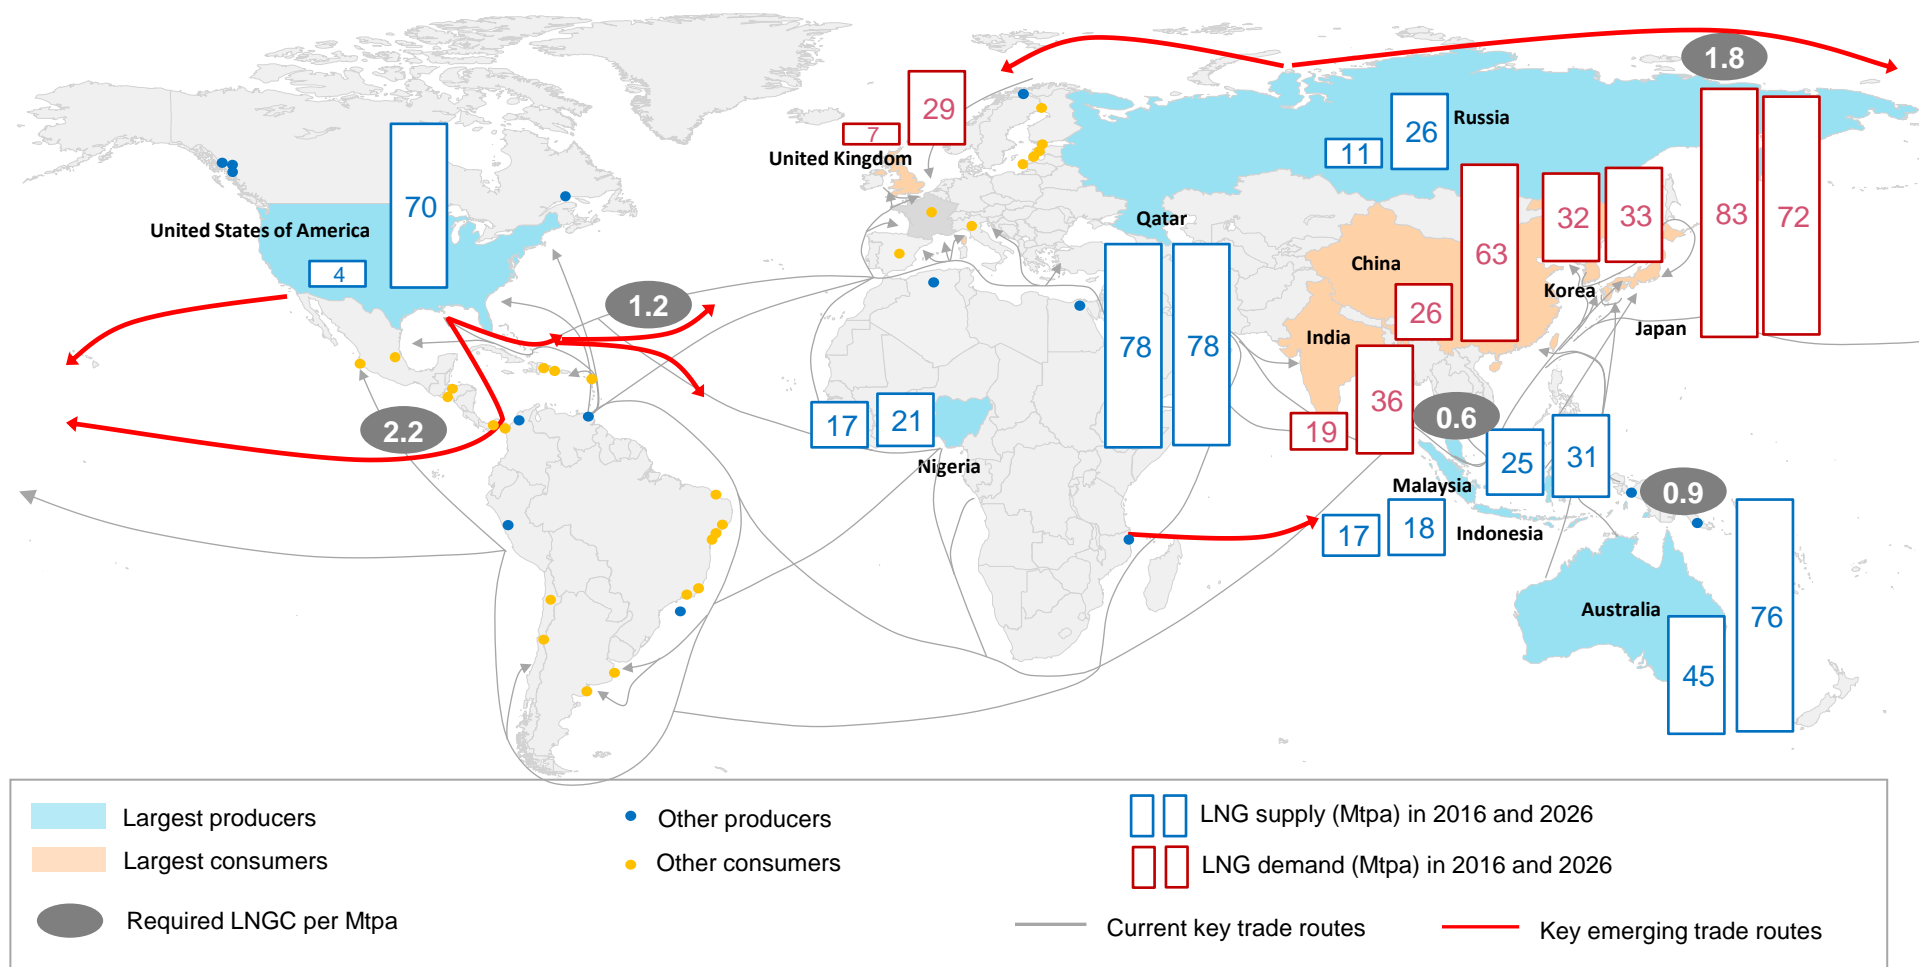 1.8
29
7
United Kingdom
26
11
Russia
70
United States of America
4
Qatar
32
33
83
72
63
China
Korea
Japan
1.2
78
78
26
India
36
19
0.6
17
21
Nigeria
2.2
25
31
Malaysia
0.9
17
18
Indonesia
Australia
76
45
Largest producers
Other producers
LNG supply (Mtpa) in 2016 and 2026
Largest consumers
Other consumers
LNG demand (Mtpa) in 2016 and 2026
Required LNGC per Mtpa
Current key trade routes
Key emerging trade routes